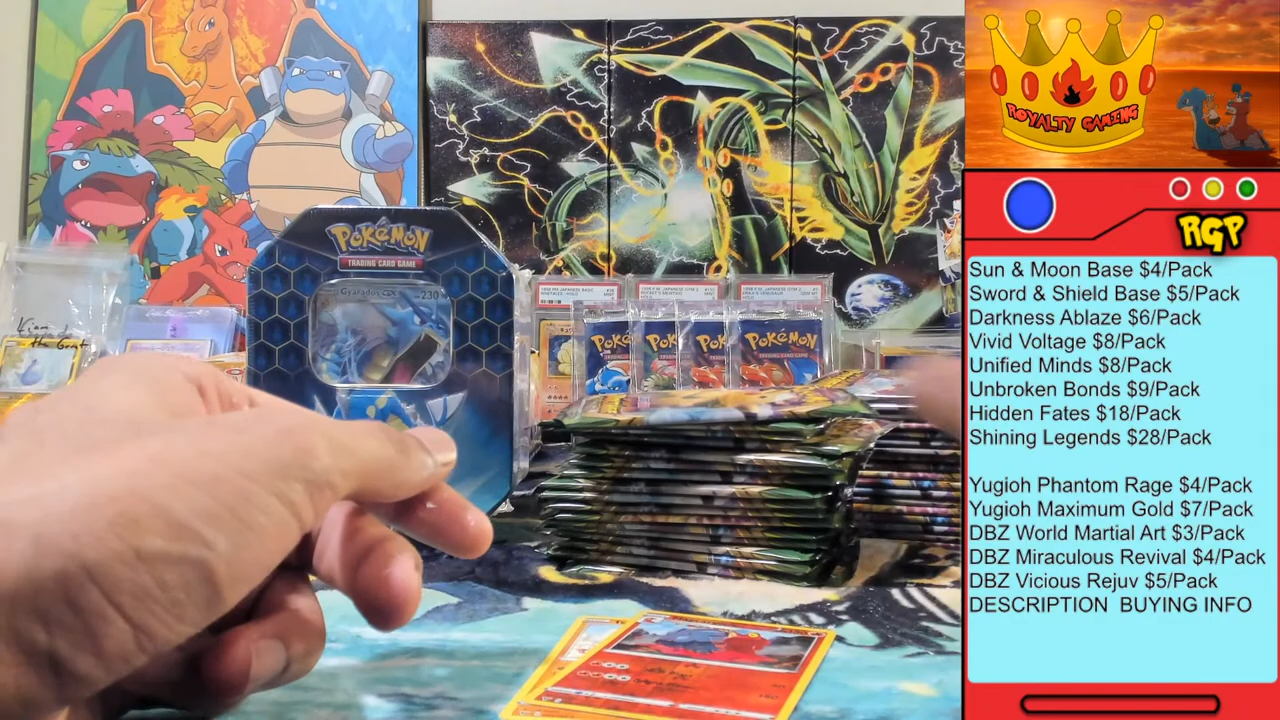 ROYALTY GAMING
RGP
Sun & Moon Base $4/Pack
Sword & Shield Base $5/Pack
Darkness Ablaze $6/Pack
Vivid Voltage $8/Pack
Unified Minds $8/Pack
Unbroken Bonds $9/Pack
Hidden Fates $18/Pack
Shining Legends $28/Pack
Yugioh Phantom Rage $4/Pack
Yugioh Maximum Gold $7/Pack
DBZ World Martial Art $3/Pack
DBZ Miraculous Revival $4/Pack
DBZ Vicious Rejuv $5/Pack
DESCRIPTION BUYING INFO
POKéMON
TRADING CARD GAME
Gyarados GX
230
POKéMON